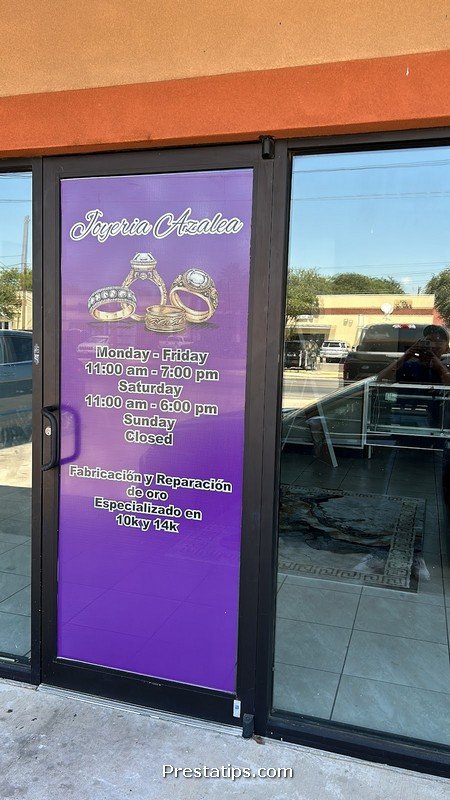 Joyeria Azalea
Monday - Friday
11:00 am - 7:00 pm
Saturday
11:00 am - 6:00 pm
Sunday
Closed
Fabricación y Reparación
de oro
Especializado en
10k y 14k
Prestatips.com